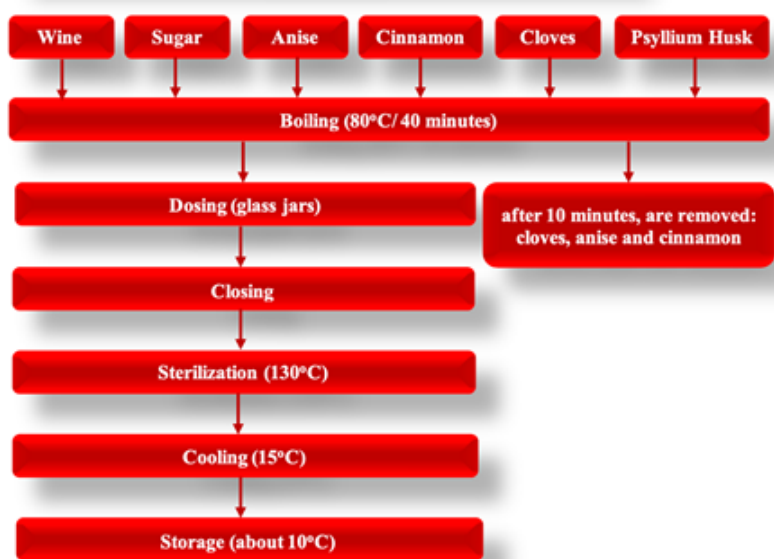 Wine
Sugar
Anise
Cinnamon
Cloves
Psyllium Husk
Boiling (80°C/ 40 minutes)
Dosing (glass jars)
after 10 minutes, are removed:
cloves, anise and cinnamon
Closing
Sterilization (130°C)
Cooling (15°C)
Storage (about 10°C)